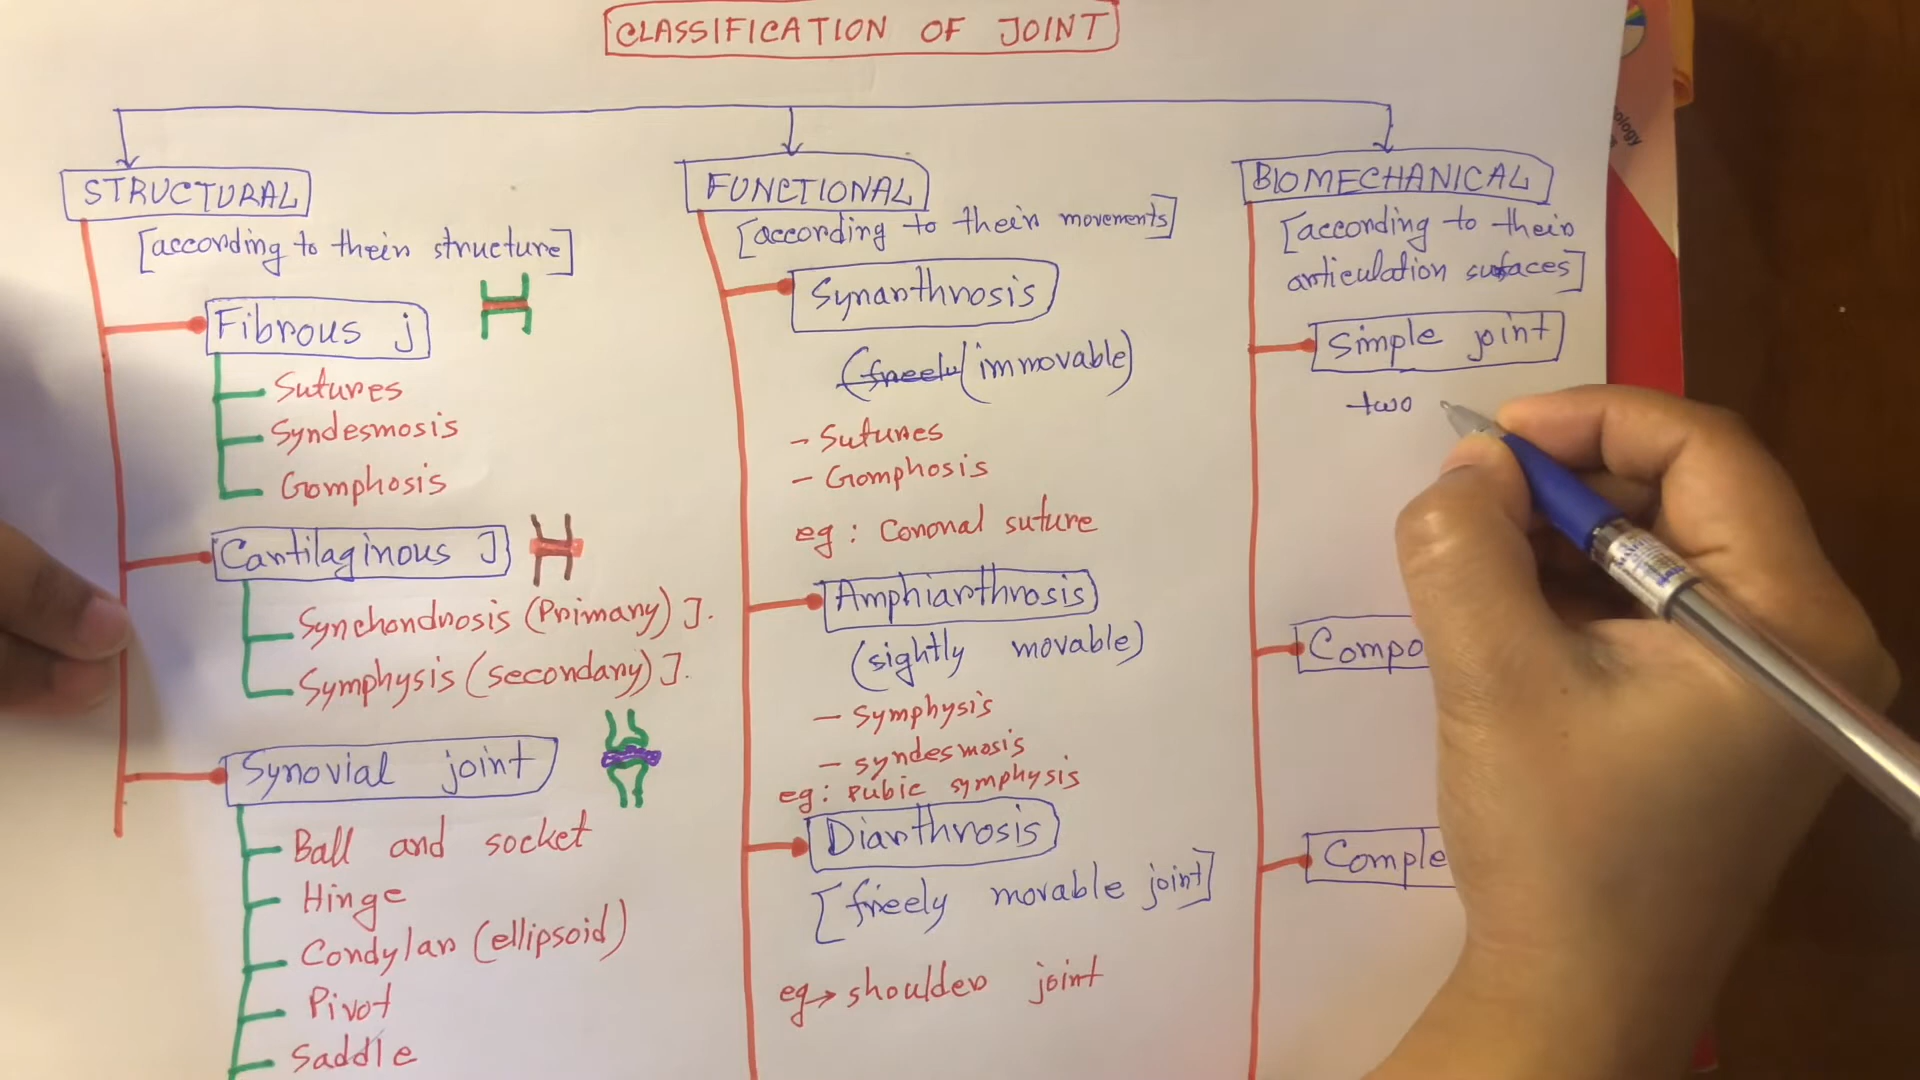 CLASSIFICATION OF JOINT
STRUCTURAL
[according to their structure]
Fibrous j
Sutures
Syndesmosis
Gomphosis
Cartilaginous J
Synchondrosis (Primary) J.
Symphysis (secondary) J.
Synovial joint
Ball and socket
Hinge
Condylar (ellipsoid)
Pivot
Saddle
FUNCTIONAL
[according to their movements]
Synarthrosis
(freely (immovable)
- Sutures
- Gomphosis
eg : Coronal suture
Amphiarthrosis
(sightly movable)
- Symphysis
- syndesmosis
eg : pubic symphysis
Diarthrosis
[freely movable joint]
eg → shoulder joint
BIOMECHANICAL
[according to their
articulation sufaces]
Simple joint
two
Compo
Comple
ology